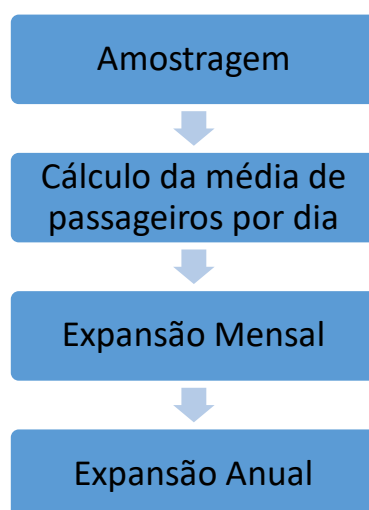 Amostragem
Cálculo da média de
passageiros por dia
Expansão Mensal
Expansão Anual